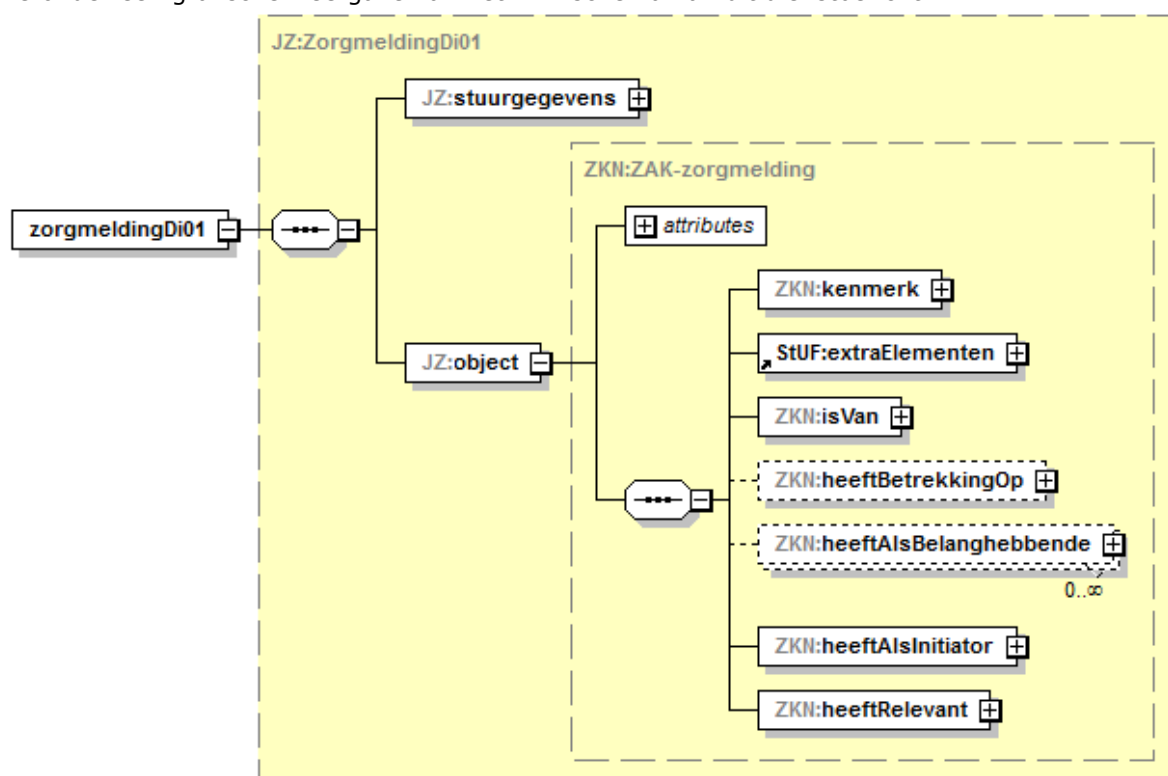 JZ:ZorgmeldingDi01
JZ:stuurgegevens
ZKN:ZAK-zorgmelding
attributes
zorgmeldingDi01
ZKN:kenmerk
StUF:extraElementen
JZ:object
ZKN:isVan
ZKN:heeftBetrekkingOp
ZKN:heeftAlsBelanghebbende
0..∞
ZKN:heeftAlsInitiator
ZKN:heeftRelevant